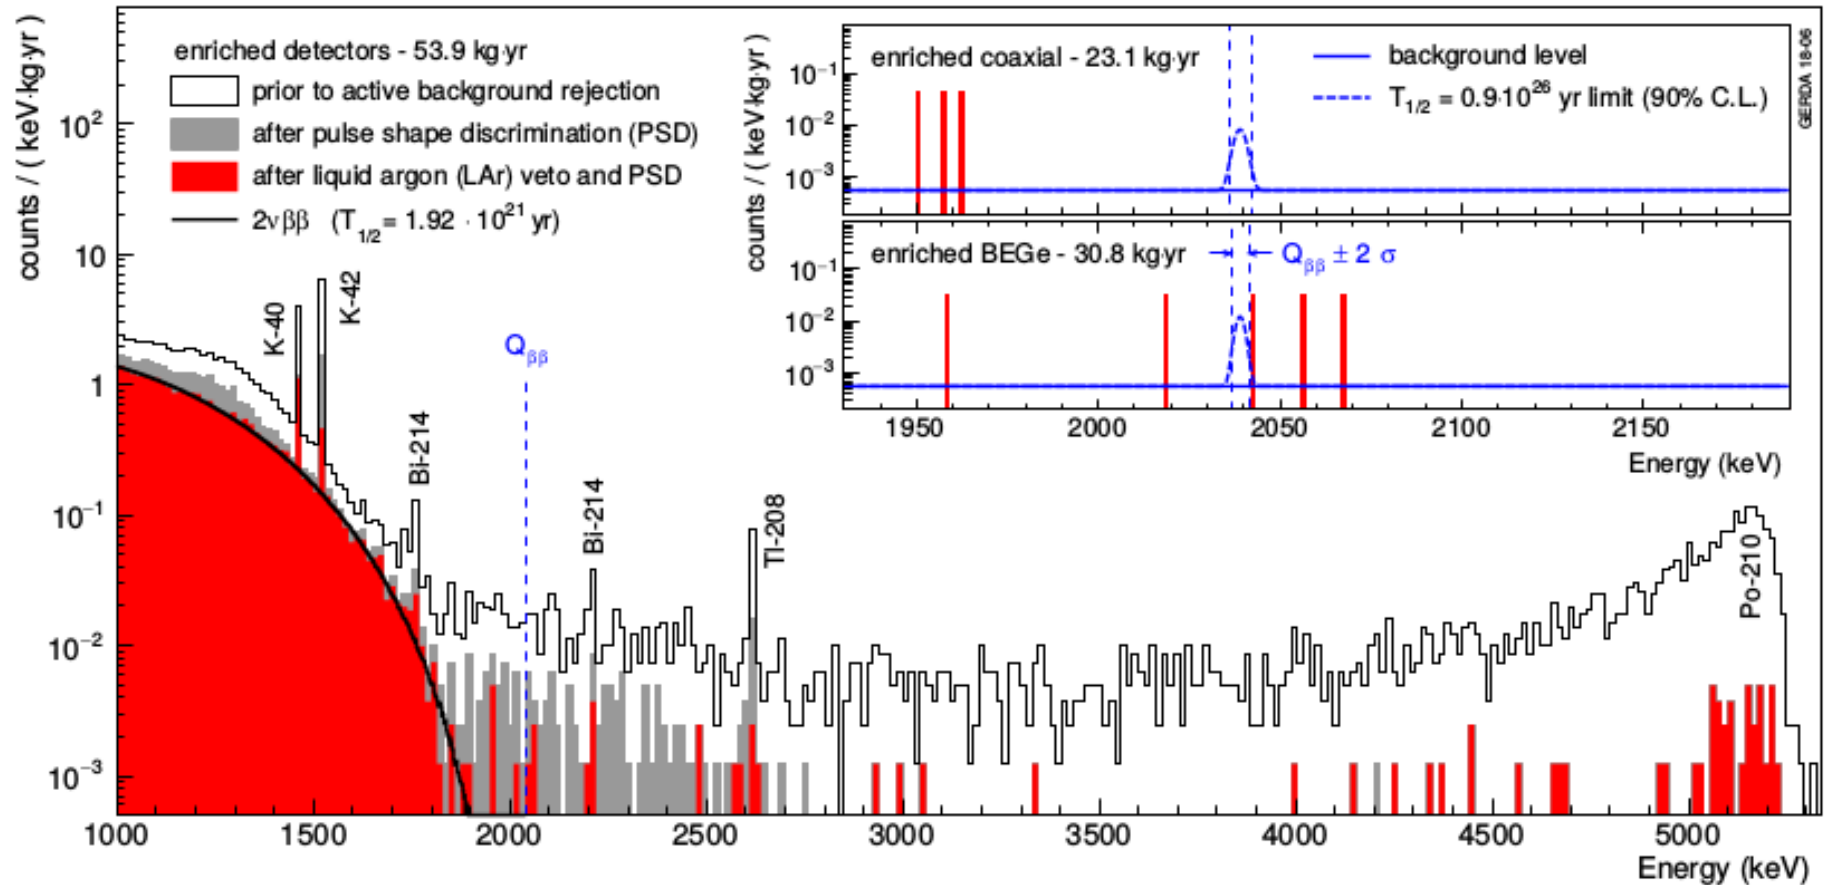 counts / ( keV·kg·yr)
enriched detectors - 53.9 kg·yr
prior to active background rejection
after pulse shape discrimination (PSD)
after liquid argon (LAr) veto and PSD
2νββ (T1/2 = 1.92 · 10²¹ yr)
10²
10
1
10⁻¹
10⁻²
10⁻³
K-40
K-42
Bi-214
Qββ
Bi-214
Tl-208
Po-210
1000 1500 2000 2500 3000 3500 4000 4500 5000
Energy (keV)
counts / ( keV·kg·yr )
enriched coaxial - 23.1 kg·yr
background level
T1/2 = 0.9·10²⁶ yr limit (90% C.L.)
10⁻¹
10⁻²
10⁻³
GERDA 18-06
enriched BEGe - 30.8 kg·yr
Qββ ± 2 σ
10⁻¹
10⁻²
10⁻³
1950 2000 2050 2100 2150
Energy (keV)